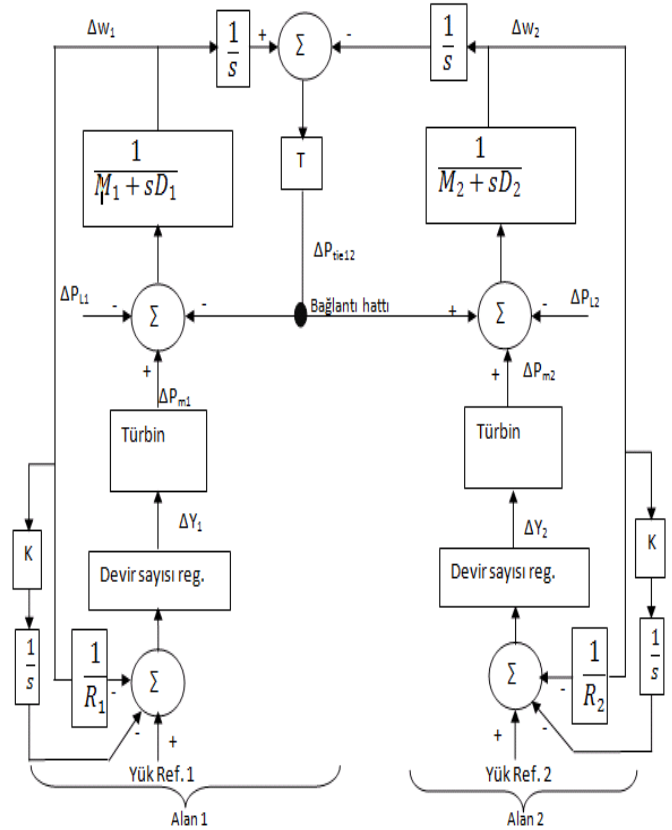 Δw₁
1/s
+
Σ
-
1/s
Δw₂
1/(M₁ + sD₁)
T
1/(M₂ + sD₂)
ΔPtie12
ΔPL1
-
Σ
-
Bağlantı hattı
+
Σ
-
ΔPL2
+
ΔPm1
+
ΔPm2
Türbin
Türbin
ΔY₁
ΔY₂
K
K
Devir sayısı reg.
Devir sayısı reg.
1/s
1/R₁
-
Σ
-
+
Σ
-
1/R₂
-
+
1/s
Yük Ref. 1
Yük Ref. 2
Alan 1
Alan 2